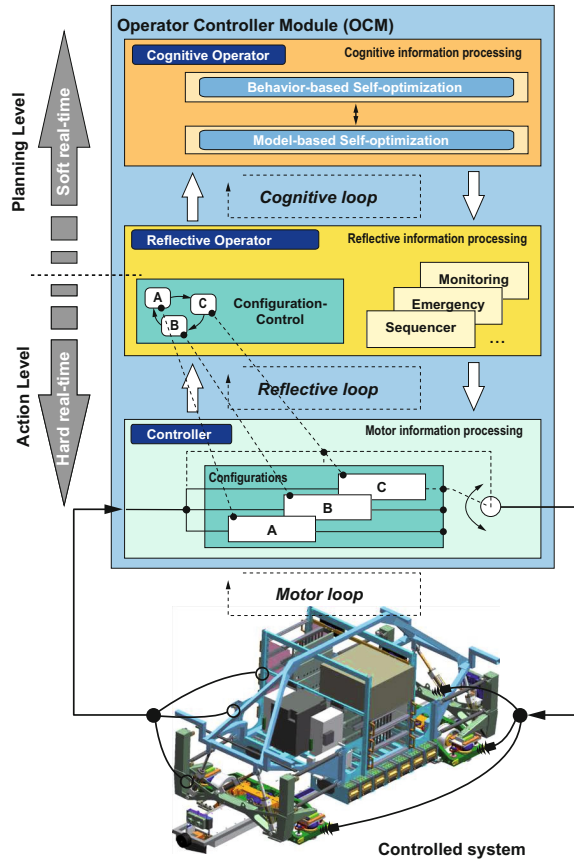 Operator Controller Module (OCM)
Cognitive Operator
Cognitive information processing
Behavior-based Self-optimization
Model-based Self-optimization
Planning Level
Soft real-time
Cognitive loop
Reflective Operator
Reflective information processing
A
C
B
Configuration-
Control
Monitoring
Emergency
Sequencer
...
Action Level
Hard real-time
Reflective loop
Controller
Motor information processing
Configurations
C
B
A
Motor loop
Controlled system